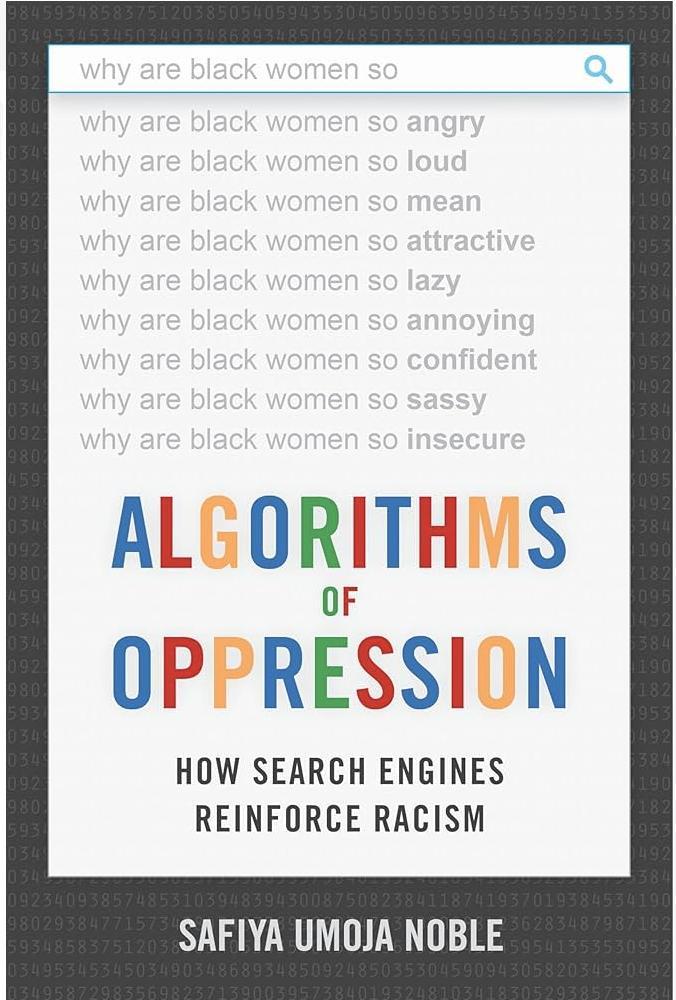 why are black women so
why are black women so angry
why are black women so loud
why are black women so mean
why are black women so attractive
why are black women so lazy
why are black women so annoying
why are black women so confident
why are black women so sassy
why are black women so insecure
ALGORITHMS
OF
OPPRESSION
HOW SEARCH ENGINES
REINFORCE RACISM
SAFIYA UMOJA NOBLE